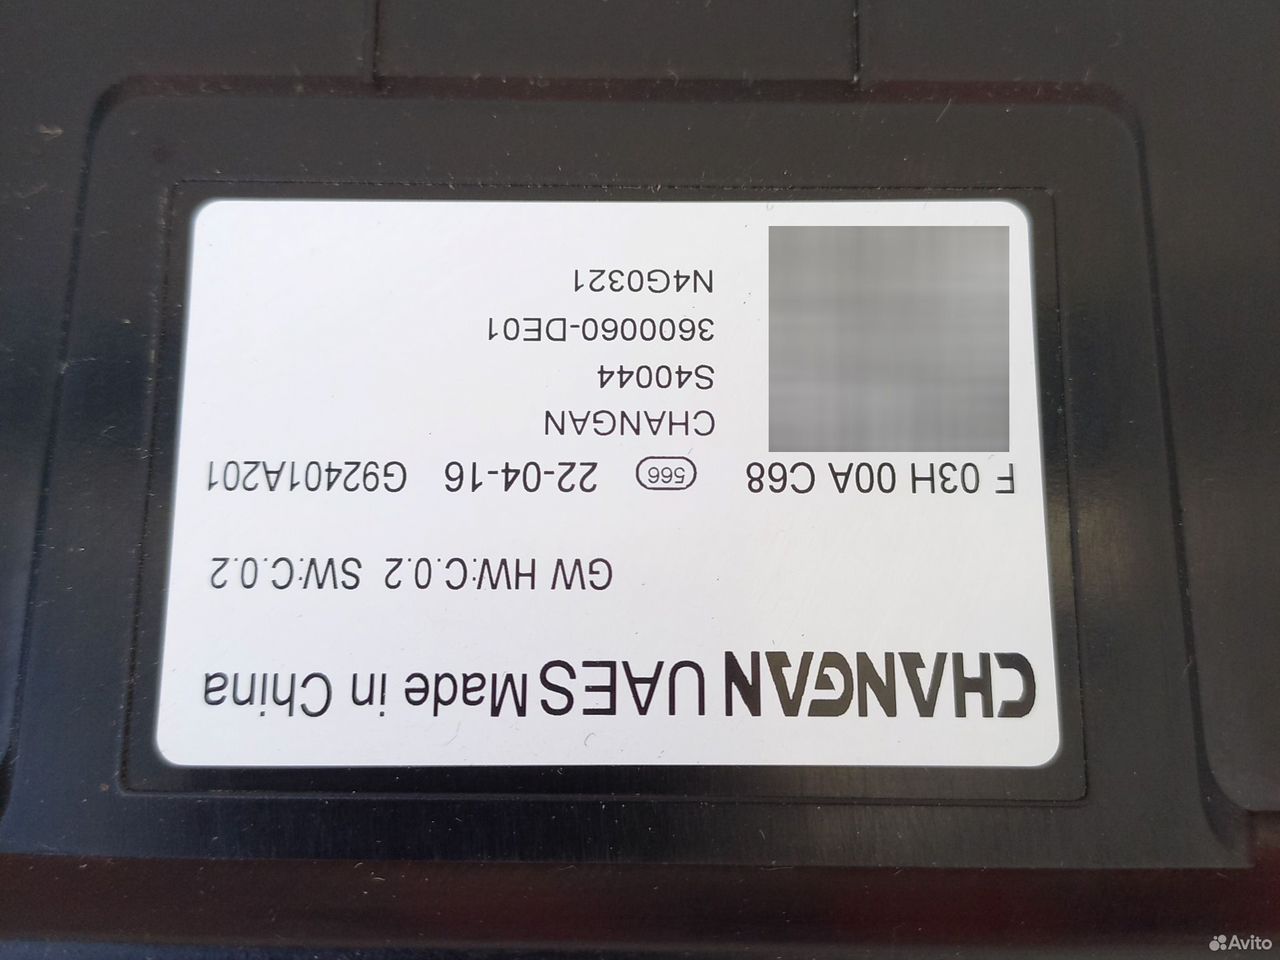 CHANGAN UAES Made in China
GW HW:C.0.2 SW:C.0.2
F 03H 00A C68 566 22-04-16 G92401A201
CHANGAN
S40044
3600060-DE01
N4G0321
Avito